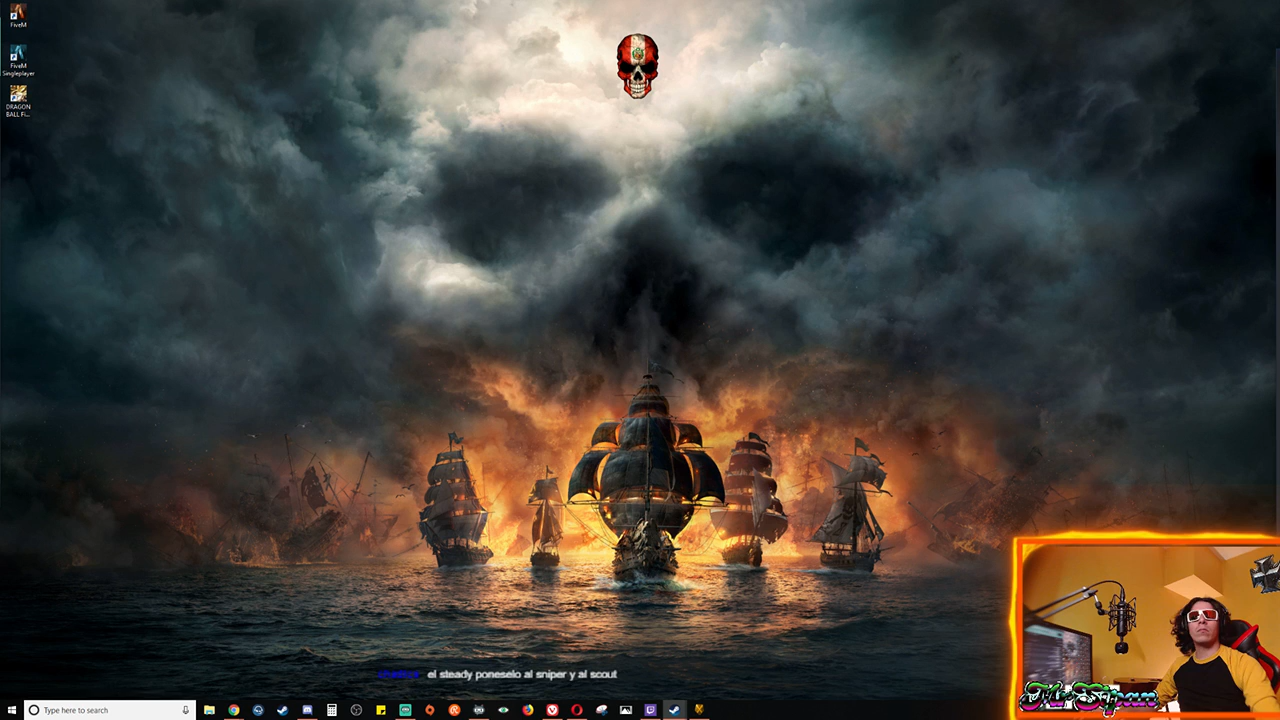 FiveM
FiveM
Singleplayer
DRAGON
BALL Fi...
el steady poneselo al sniper y al scout
Type here to search